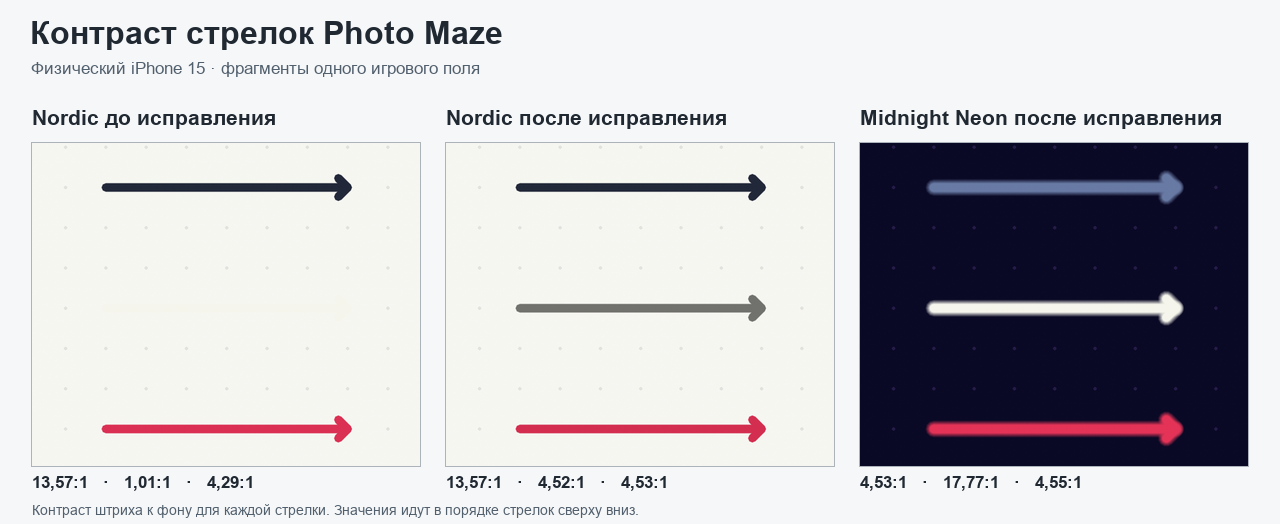 Контраст стрелок Photo Maze
Физический iPhone 15 · фрагменты одного игрового поля
Nordic до исправления
Nordic после исправления
Midnight Neon после исправления
13,57:1 · 1,01:1 · 4,29:1
13,57:1 · 4,52:1 · 4,53:1
4,53:1 · 17,77:1 · 4,55:1
Контраст штриха к фону для каждой стрелки. Значения идут в порядке стрелок сверху вниз.